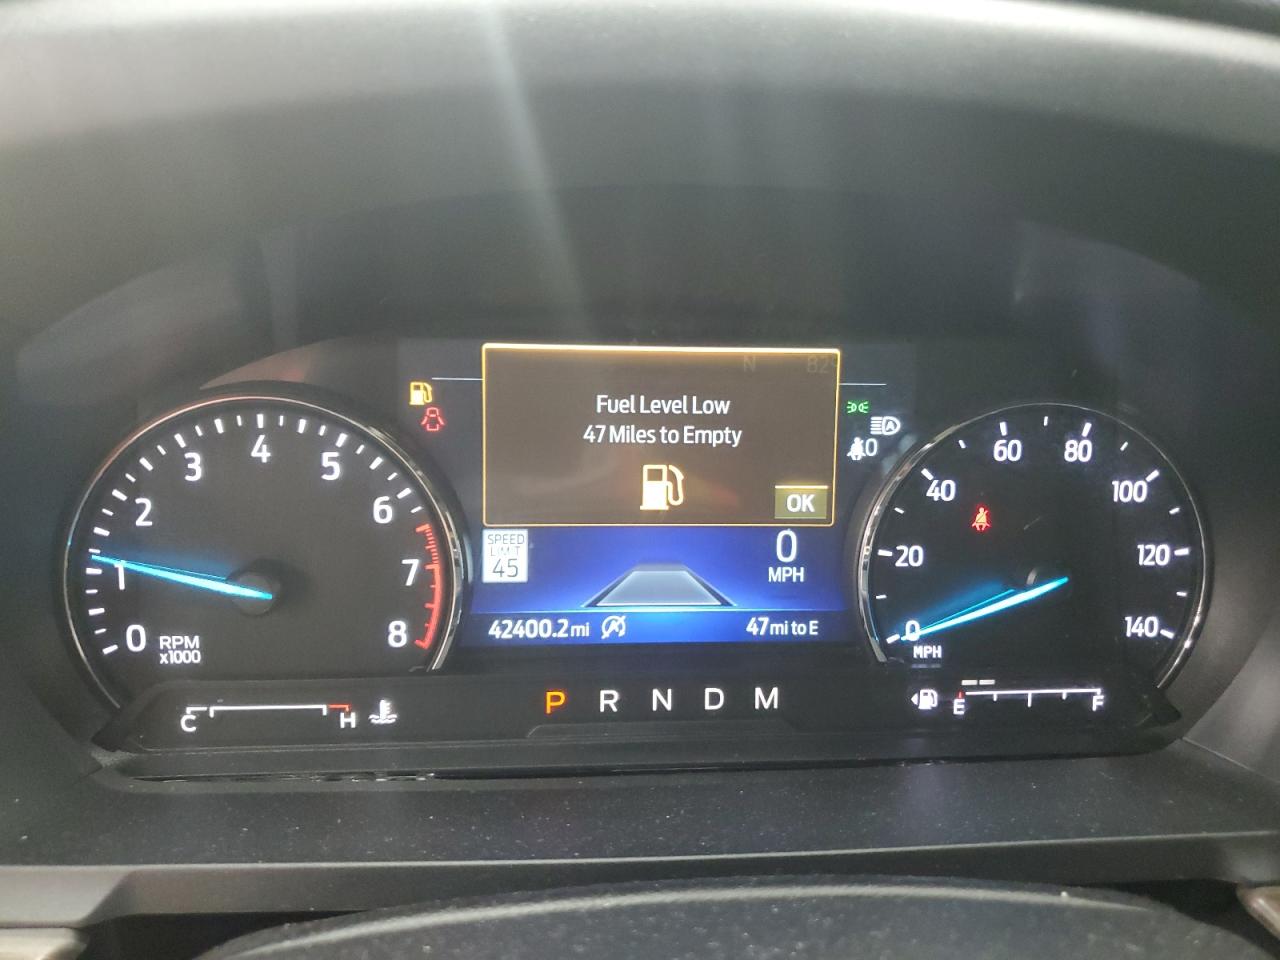 N 82
Fuel Level Low
47 Miles to Empty
OK
0
1
2
3
4
5
6
7
8
RPM
x1000
SPEED
LIMIT
45
0
MPH
42400.2 mi
47 mi to E
0
0
20
40
60
80
100
120
140
MPH
C
H
P R N D M
E
F